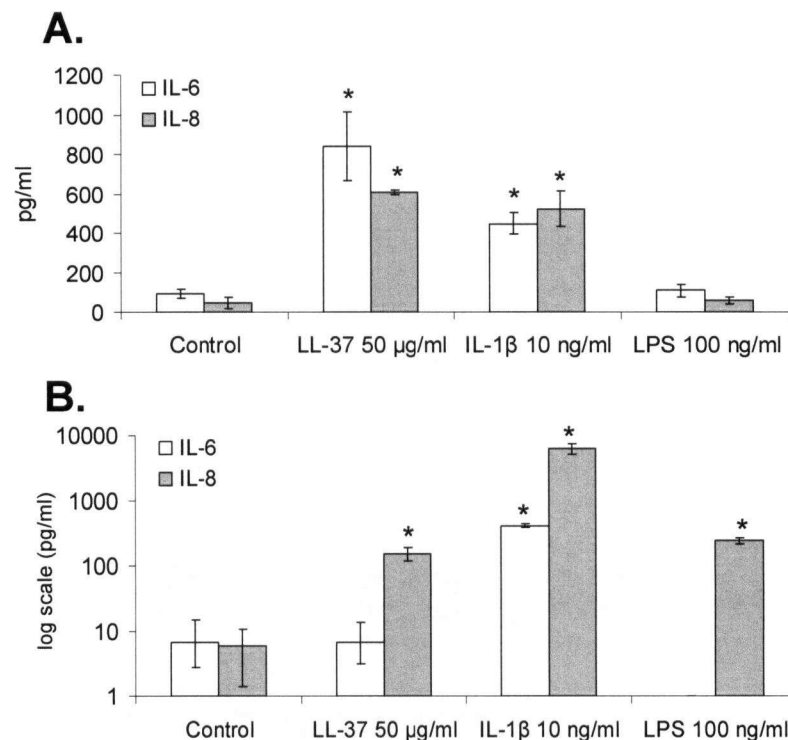 A.
1200
1000
800
600
400
200
0
pg/ml
IL-6
IL-8
*
*
*
*
Control
LL-37 50 µg/ml
IL-1β 10 ng/ml
LPS 100 ng/ml
B.
10000
1000
100
10
1
log scale (pg/ml)
IL-6
IL-8
*
*
*
*
Control
LL-37 50 µg/ml
IL-1β 10 ng/ml
LPS 100 ng/ml